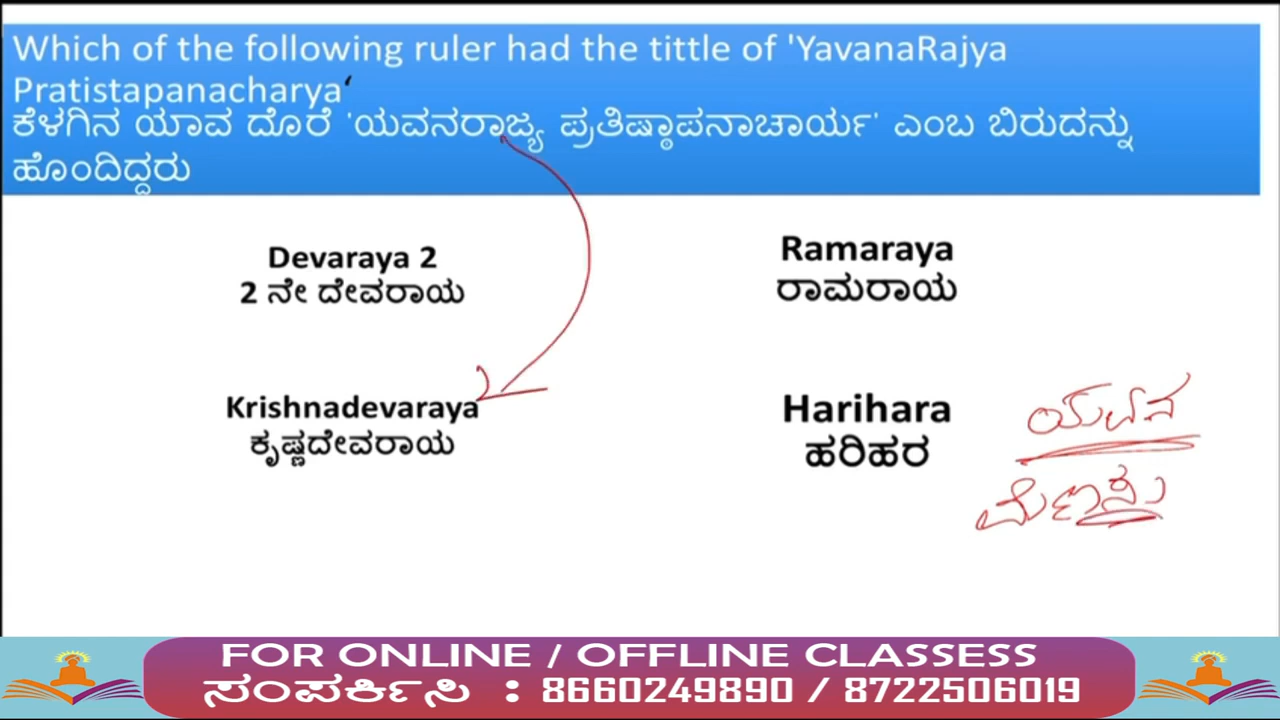 Which of the following ruler had the tittle of 'YavanaRajya
Pratistapanacharya‘
ಕೆಳಗಿನ ಯಾವ ದೊರೆ 'ಯವನರಾಜ್ಯ ಪ್ರತಿಷ್ಠಾಪನಾಚಾರ್ಯ' ಎಂಬ ಬಿರುದನ್ನು
ಹೊಂದಿದ್ದರು
Devaraya 2
2 ನೇ ದೇವರಾಯ
Ramaraya
ರಾಮರಾಯ
Krishnadevaraya
ಕೃಷ್ಣದೇವರಾಯ
Harihara
ಹರಿಹರ
ಯವನ
ಮೆಣಸು
FOR ONLINE / OFFLINE CLASSESS
ಸಂಪರ್ಕಿಸಿ : 8660249890 / 8722506019